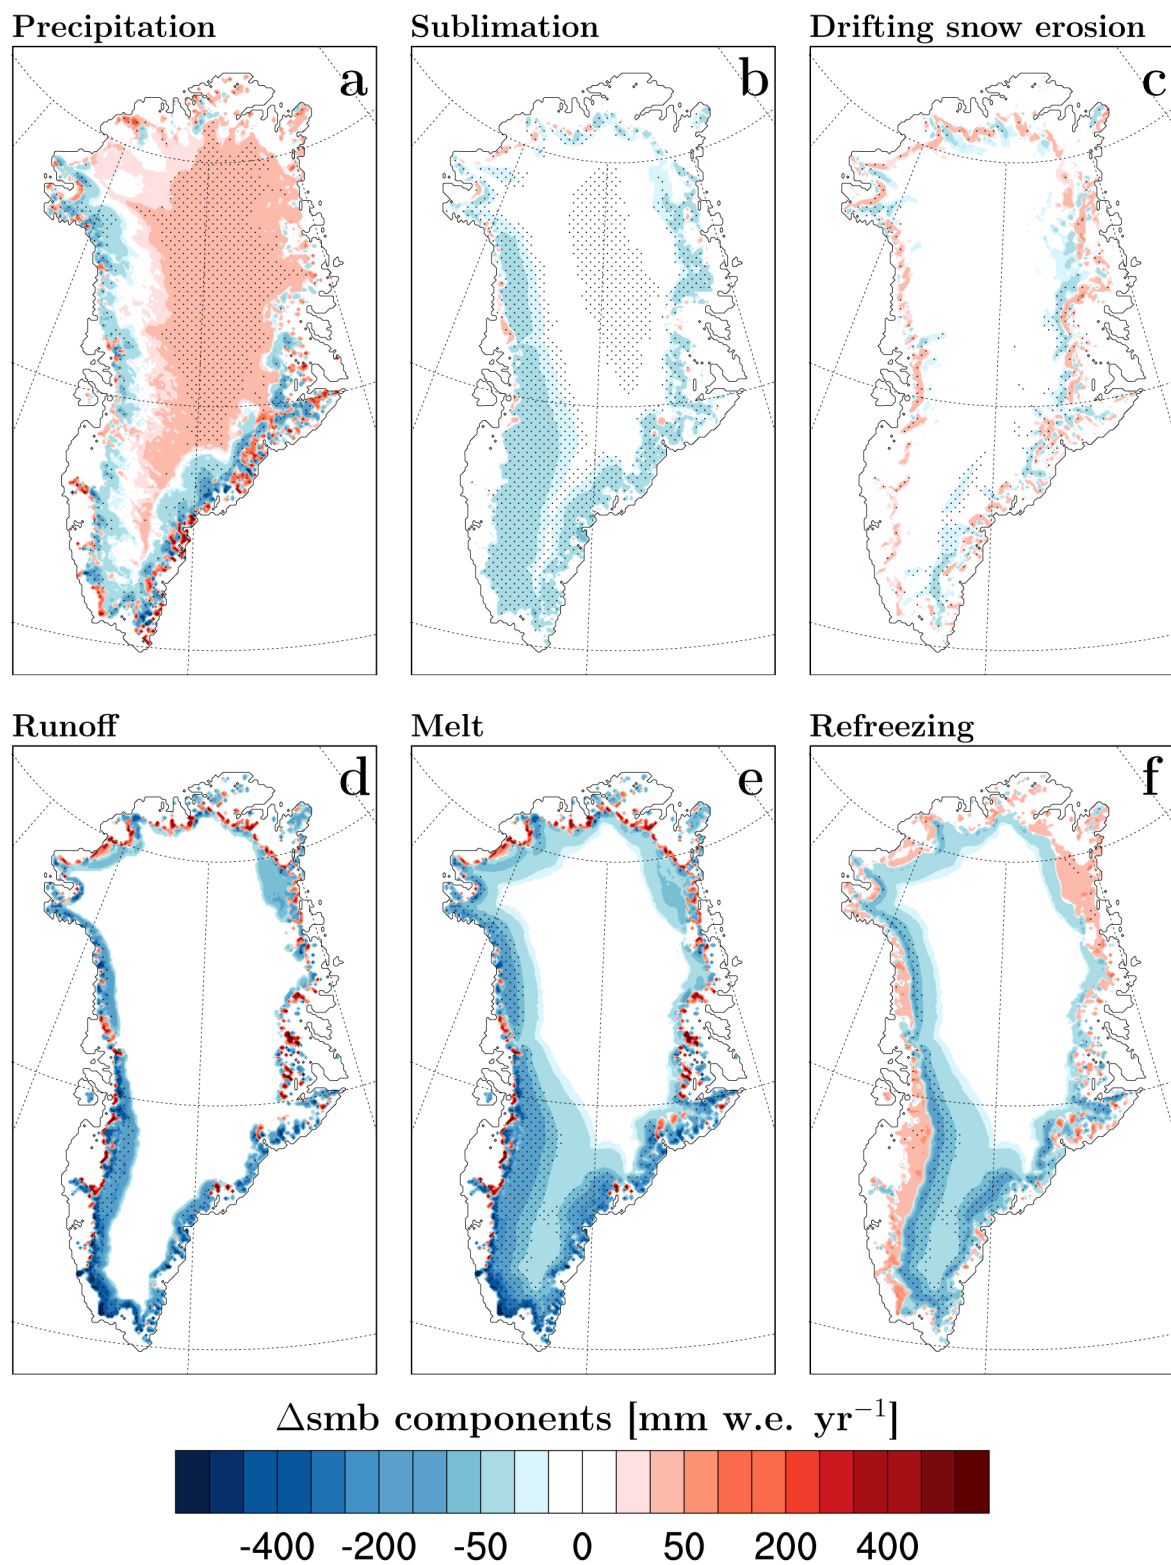 Precipitation
Sublimation
Drifting snow erosion
a
b
c
Runoff
Melt
Refreezing
d
e
f
Δsmb components [mm w.e. yr⁻¹]
-400 -200 -50 0 50 200 400